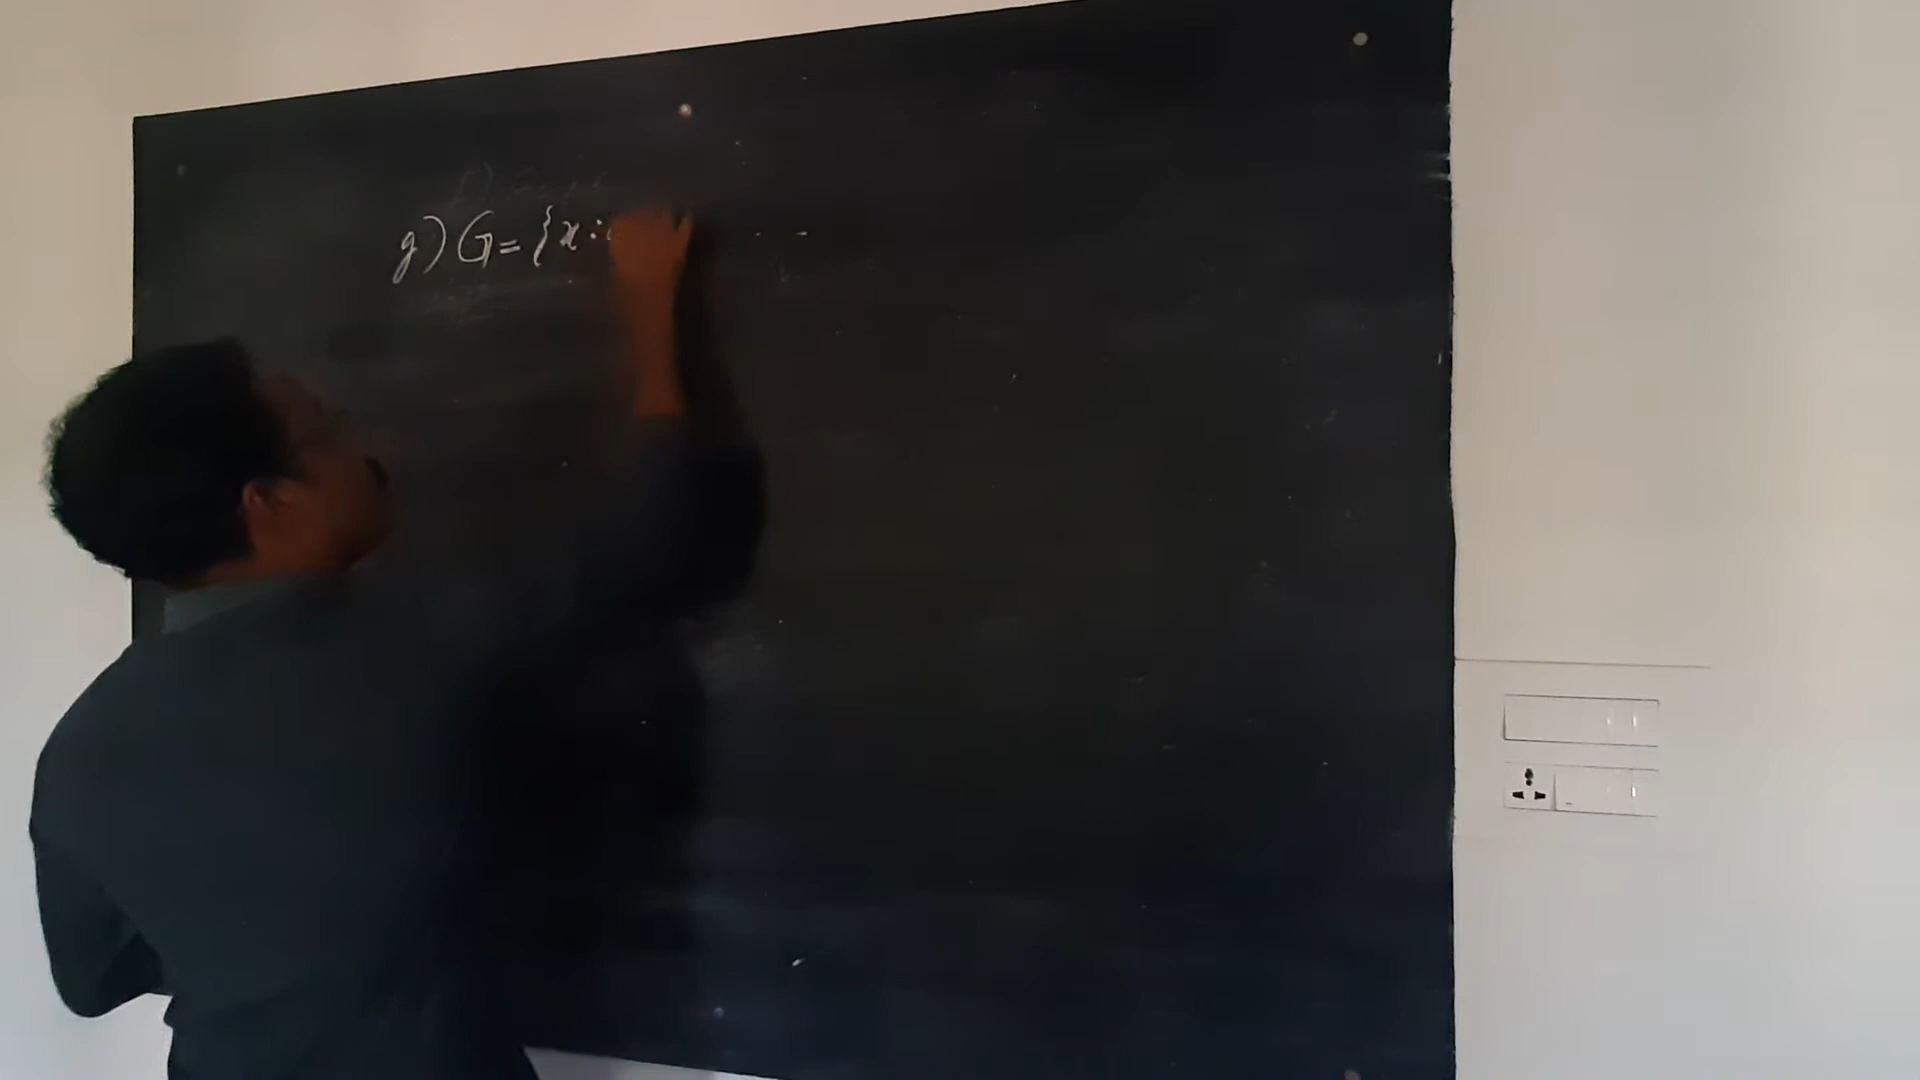 g) G = {x :